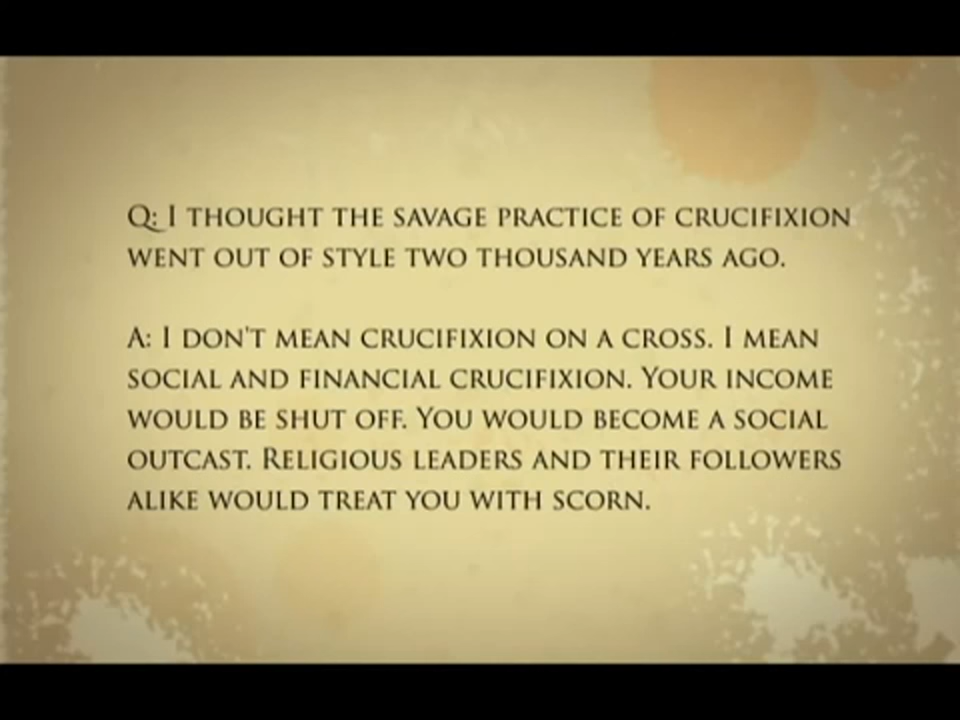 Q: I THOUGHT THE SAVAGE PRACTICE OF CRUCIFIXION
WENT OUT OF STYLE TWO THOUSAND YEARS AGO.
A: I DON'T MEAN CRUCIFIXION ON A CROSS. I MEAN
SOCIAL AND FINANCIAL CRUCIFIXION. YOUR INCOME
WOULD BE SHUT OFF. YOU WOULD BECOME A SOCIAL
OUTCAST. RELIGIOUS LEADERS AND THEIR FOLLOWERS
ALIKE WOULD TREAT YOU WITH SCORN.